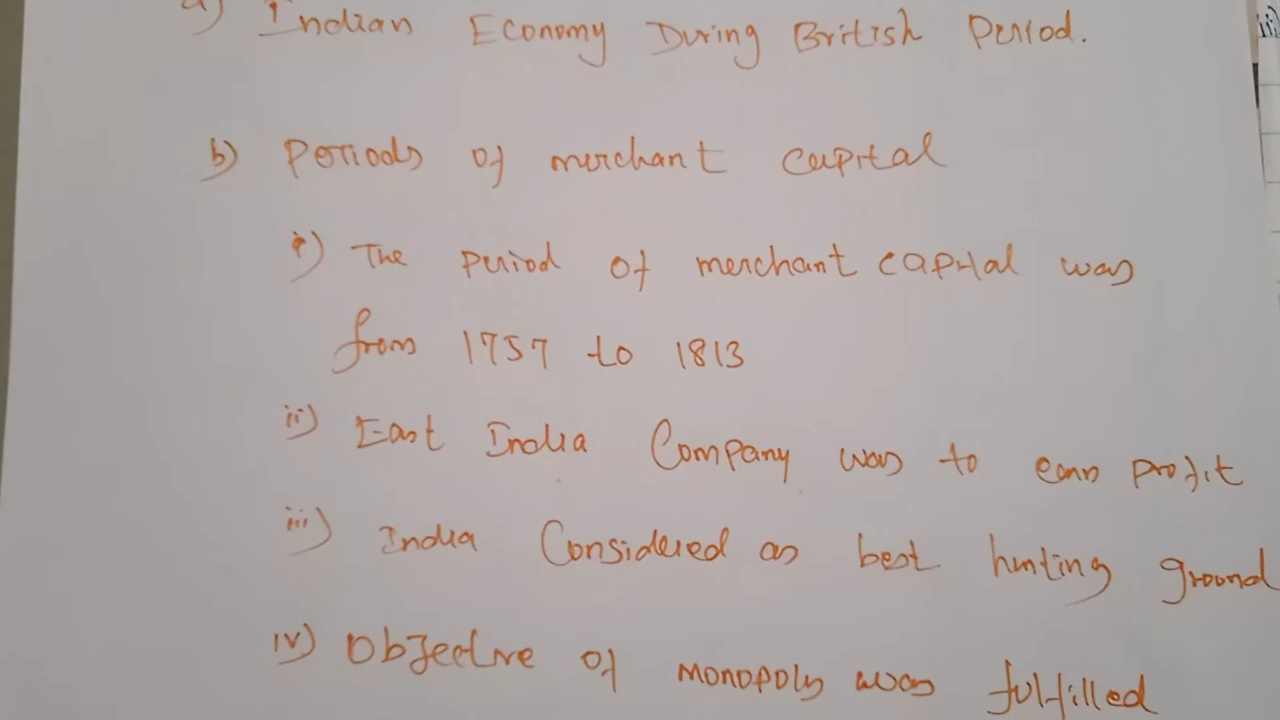 a) Indian Economy During British Period.
b) Periods of merchant capital
i) The period of merchant capital was
from 1757 to 1813
ii) East India Company was to earn profit
iii) India Considered as best hunting ground
iv) Objective of monopoly was fulfilled